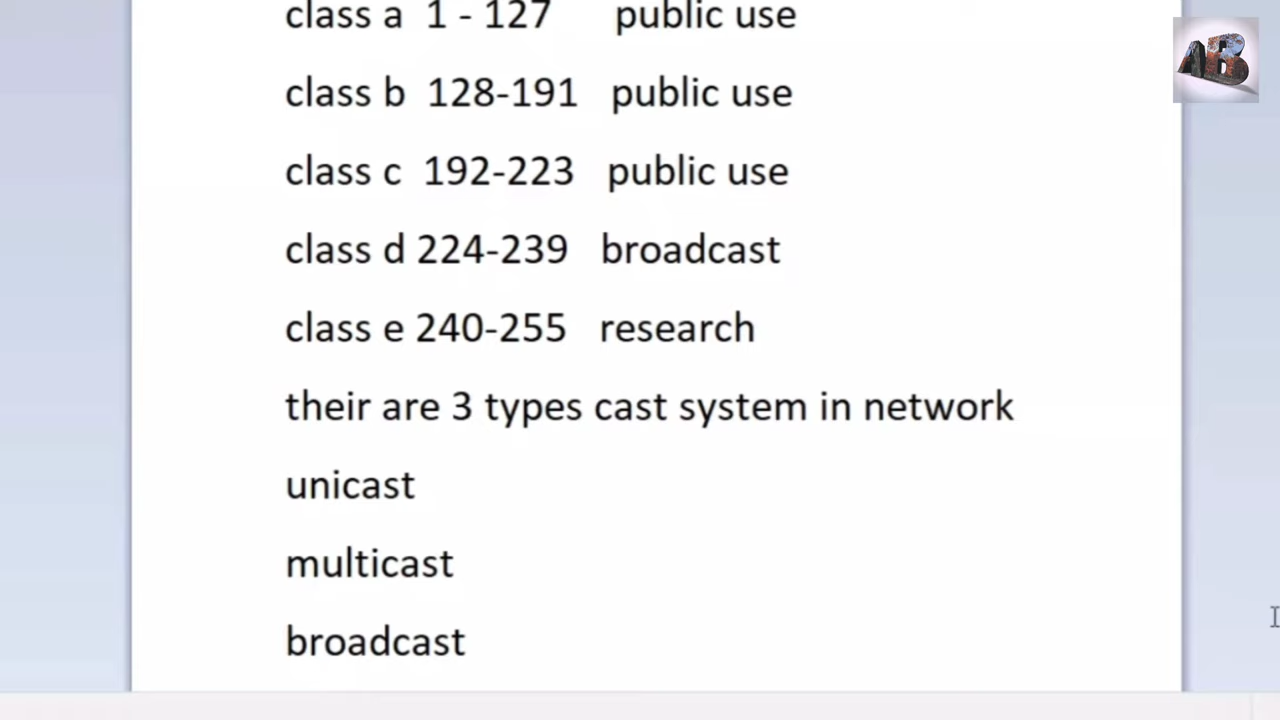 class a 1 - 127 public use
class b 128-191 public use
class c 192-223 public use
class d 224-239 broadcast
class e 240-255 research
their are 3 types cast system in network
unicast
multicast
broadcast
AB